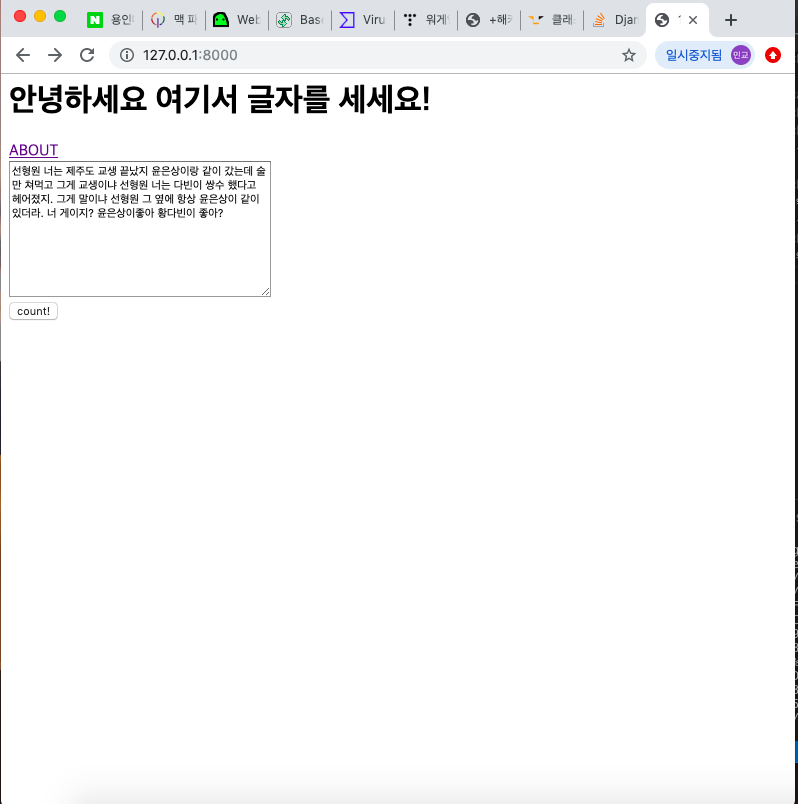 용인
맥 파
Web
Base
Viru
워게
+해커
클래
Djan
127.0.0.1:8000
일시중지됨
민교
안녕하세요 여기서 글자를 세세요!
ABOUT
선형원 너는 제주도 교생 끝났지 윤은상이랑 같이 갔는데 술
만 쳐먹고 그게 교생이냐 선형원 너는 다빈이 쌍수 했다고
헤어졌지. 그게 말이냐 선형원 그 옆에 항상 윤은상이 같이
있더라. 너 게이지? 윤은상이좋아 황다빈이 좋아?
count!